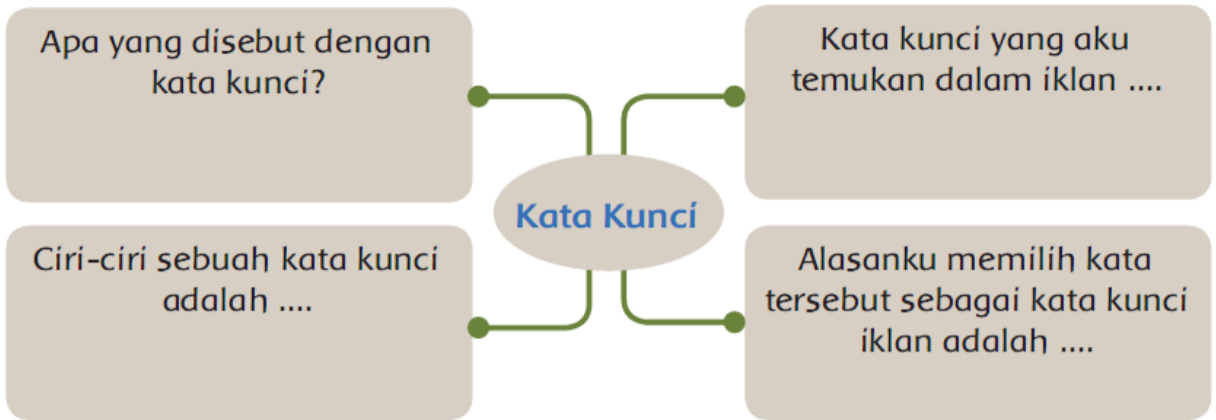 Apa yang disebut dengan
kata kunci?
Kata kunci yang aku
temukan dalam iklan ....
Kata Kunci
Ciri-ciri sebuah kata kunci
adalah ....
Alasanku memilih kata
tersebut sebagai kata kunci
iklan adalah ....